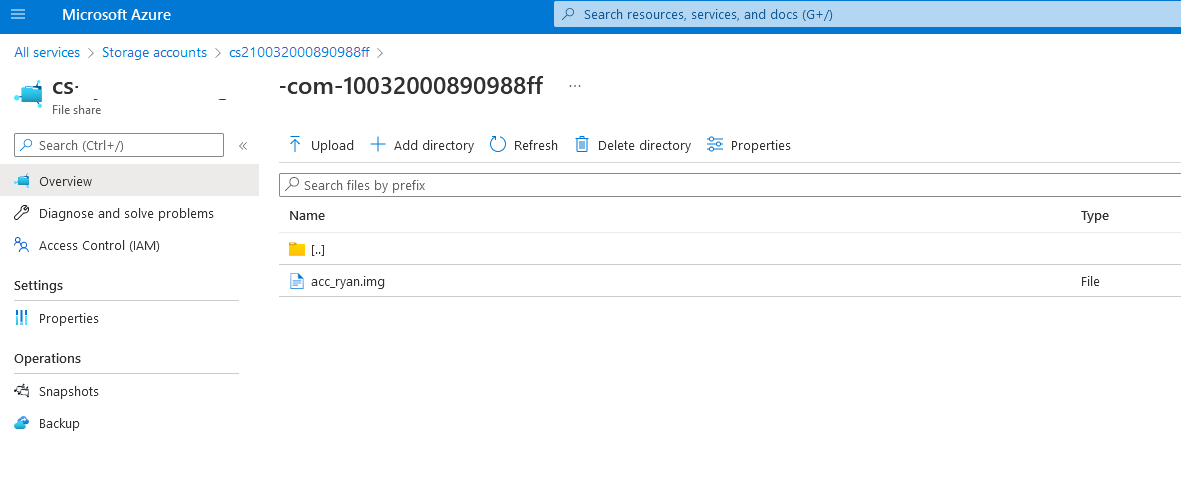 Microsoft Azure
Search resources, services, and docs (G+/)
All services > Storage accounts > cs210032000890988ff >
cs-
File share
-com-10032000890988ff ...
Search (Ctrl+/) «
Overview
Diagnose and solve problems
Access Control (IAM)
Settings
Properties
Operations
Snapshots
Backup
Upload Add directory Refresh Delete directory Properties
Search files by prefix
Name Type
[..]
acc_ryan.img File